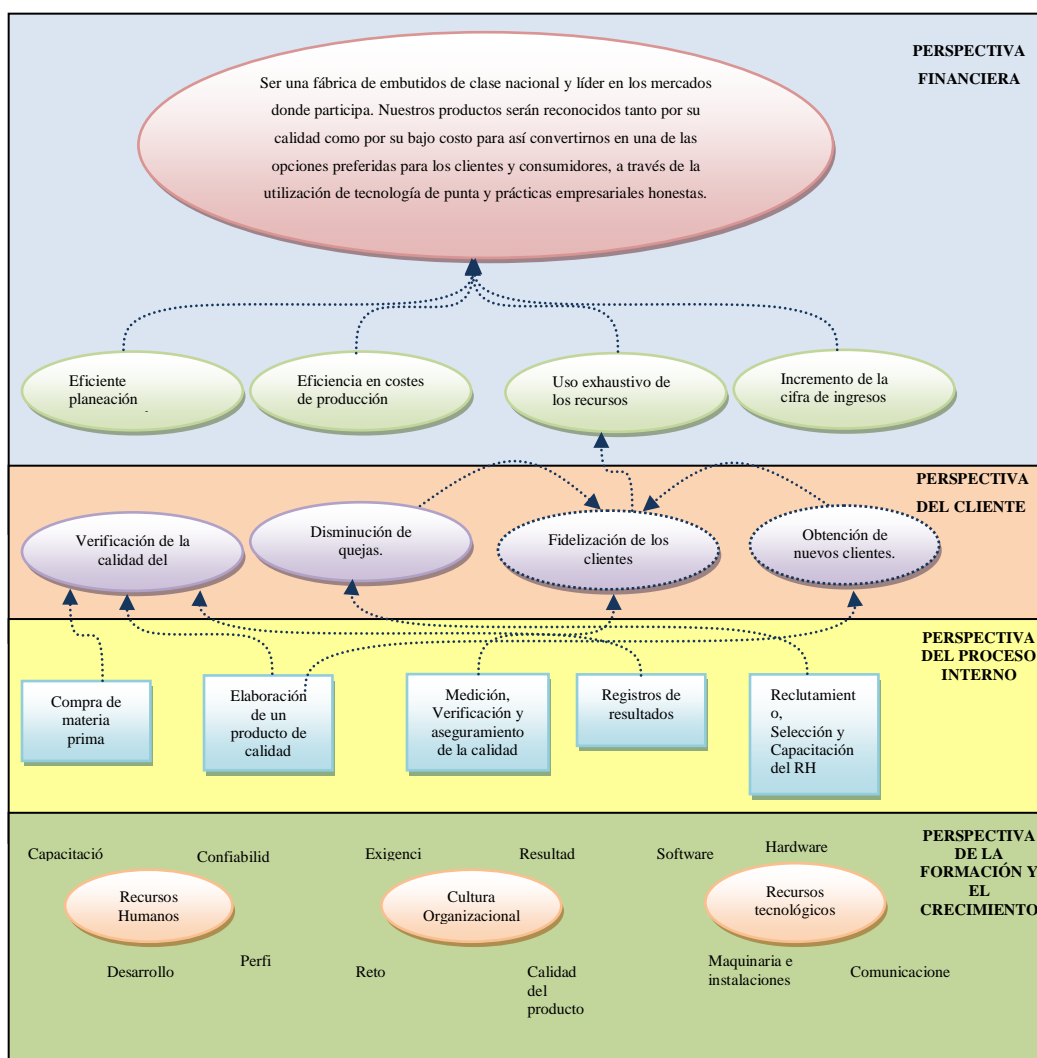 PERSPECTIVA
FINANCIERA
Ser una fábrica de embutidos de clase nacional y líder en los mercados
donde participa. Nuestros productos serán reconocidos tanto por su
calidad como por su bajo costo para así convertirnos en una de las
opciones preferidas para los clientes y consumidores, a través de la
utilización de tecnología de punta y prácticas empresariales honestas.
Eficiente
planeación
Eficiencia en costes
de producción
Uso exhaustivo de
los recursos
Incremento de la
cifra de ingresos
PERSPECTIVA
DEL CLIENTE
Verificación de la
calidad del
Disminución de
quejas.
Fidelización de los
clientes
Obtención de
nuevos clientes.
PERSPECTIVA
DEL PROCESO
INTERNO
Compra de
materia
prima
Elaboración
de un
producto de
calidad
Medición,
Verificación y
aseguramiento
de la calidad
Registros de
resultados
Reclutamient
o,
Selección y
Capacitación
del RH
PERSPECTIVA
DE LA
FORMACIÓN Y
EL
CRECIMIENTO
Capacitació
Confiabilid
Exigenci
Resultad
Software
Hardware
Recursos
Humanos
Cultura
Organizacional
Recursos
tecnológicos
Desarrollo
Perfi
Reto
Calidad
del
producto
Maquinaria e
instalaciones
Comunicacione